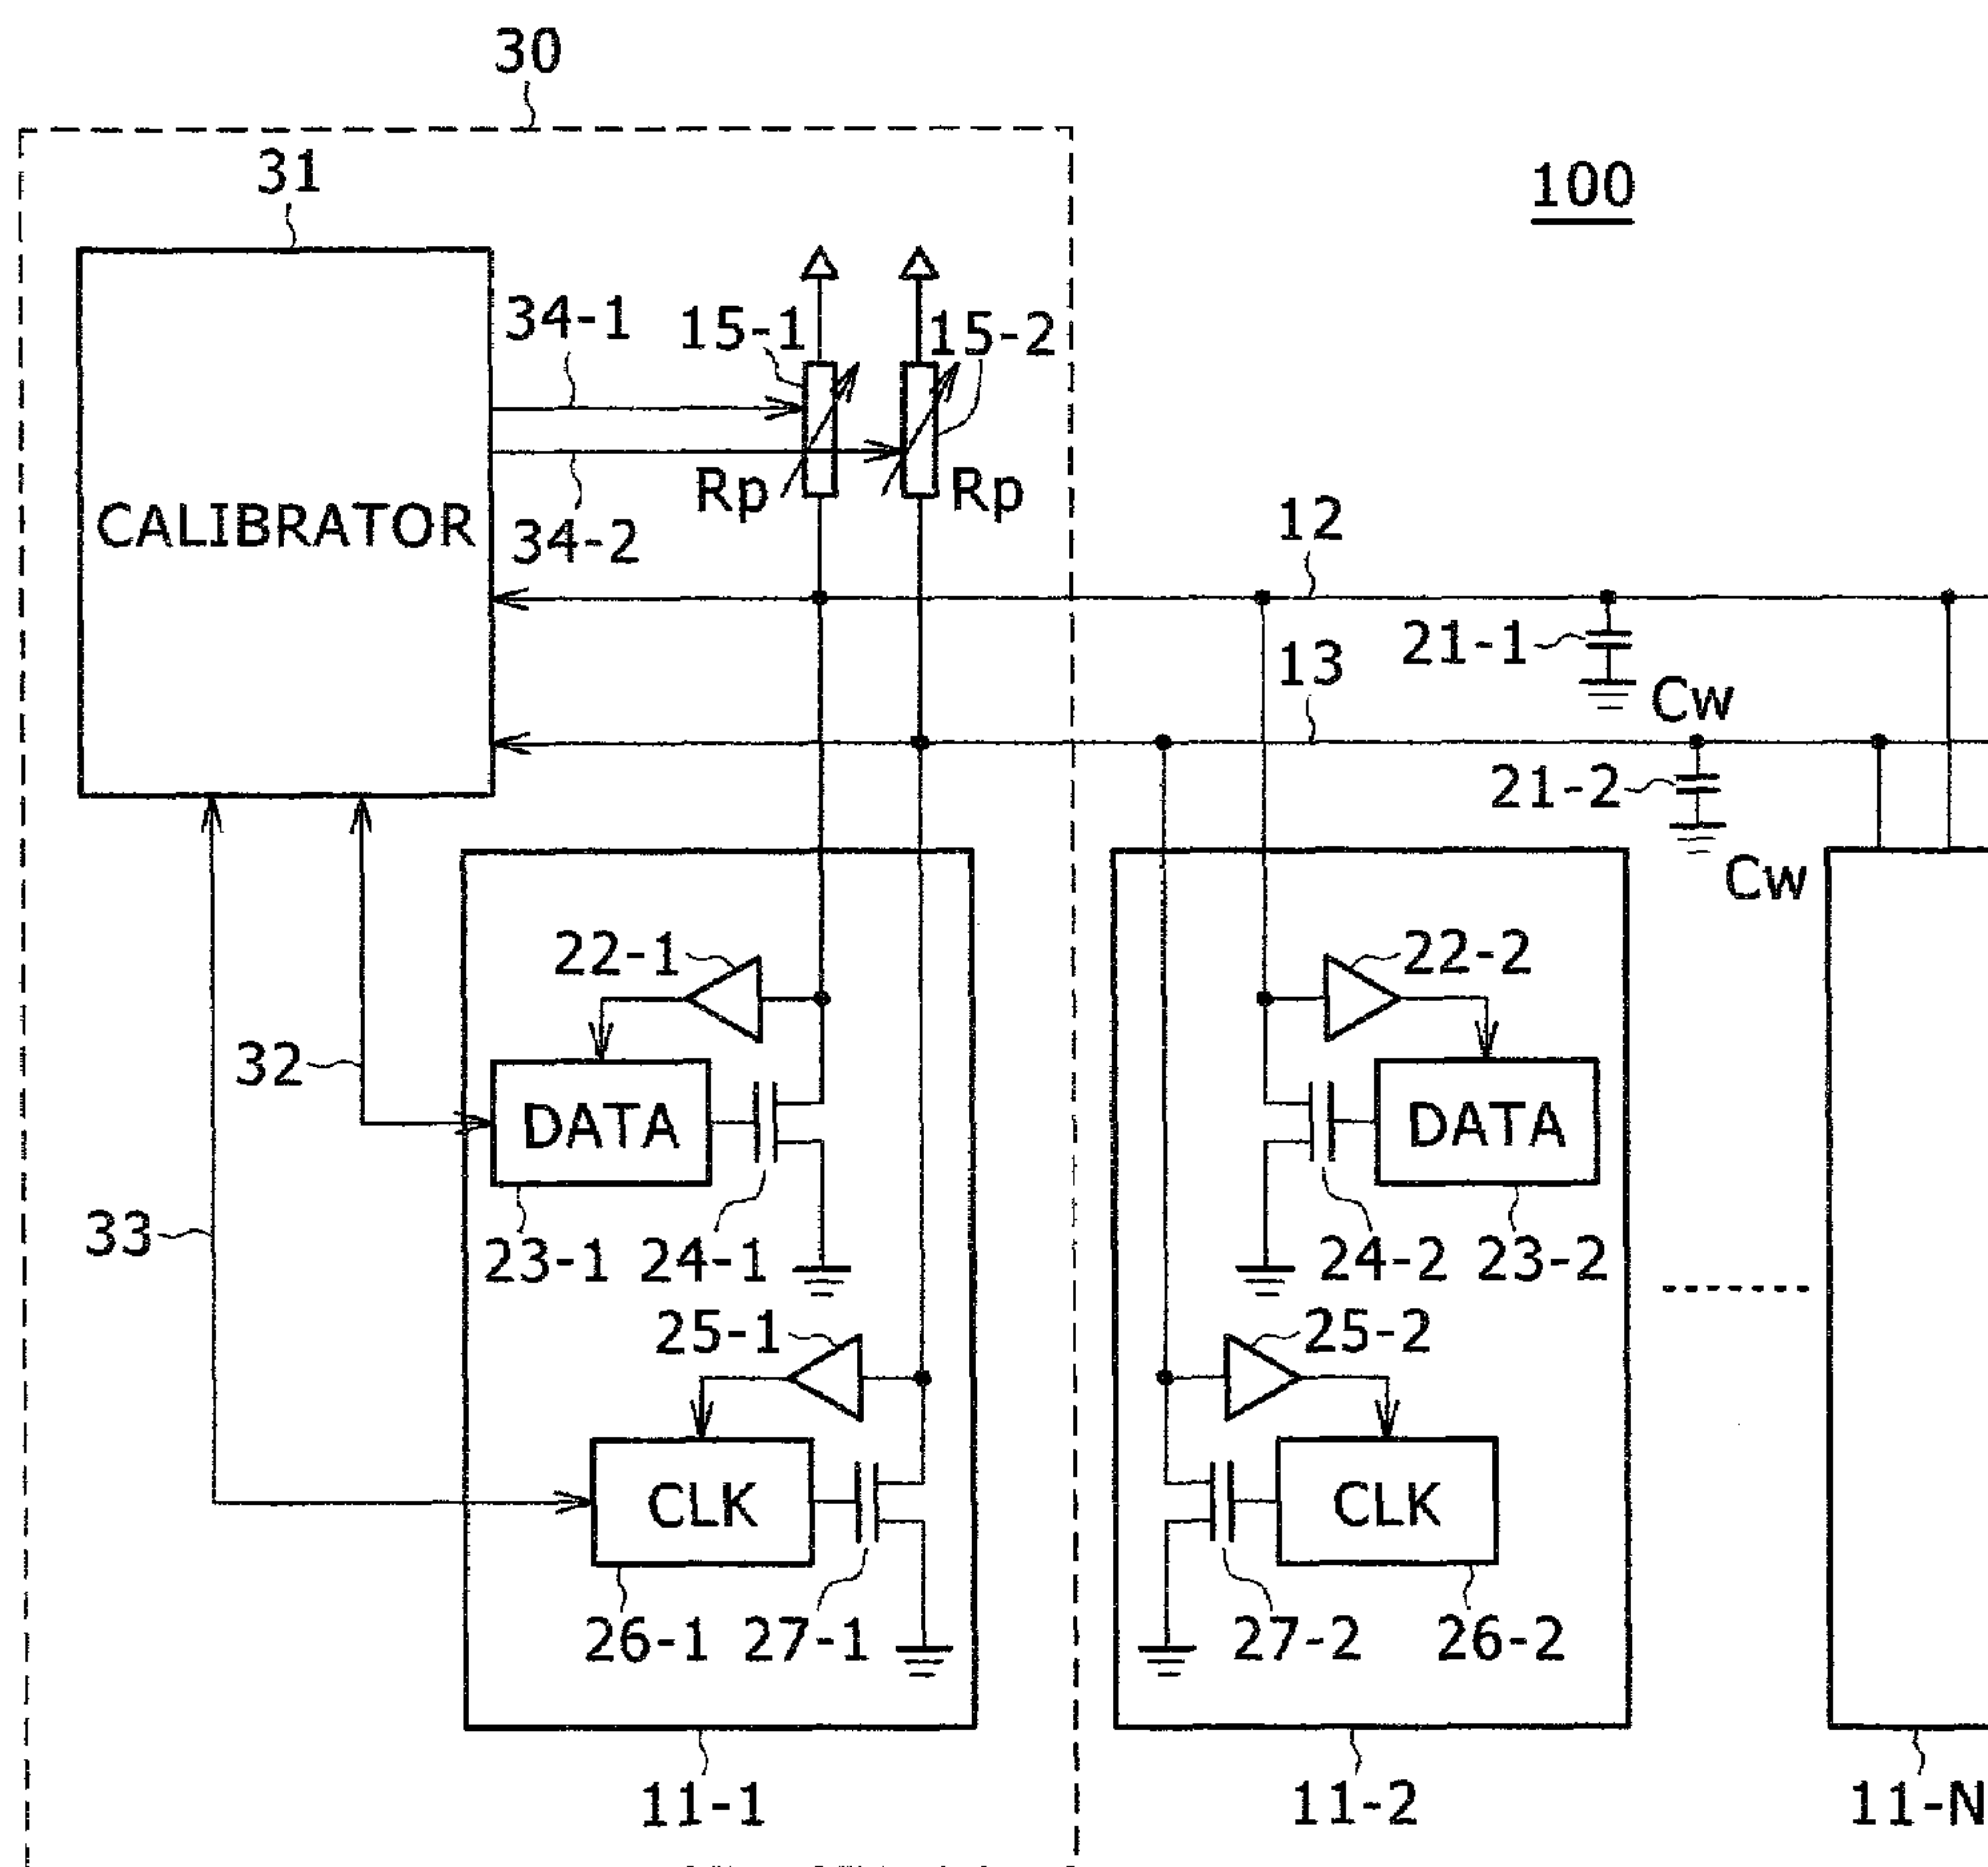 30
31
100
34-1
15-1
15-2
Rp
Rp
CALIBRATOR
34-2
12
21-1
13
Cw
21-2
Cw
22-1
22-2
32
DATA
DATA
33
23-1
24-1
24-2
23-2
25-1
25-2
CLK
CLK
26-1
27-1
27-2
26-2
11-1
11-2
11-N